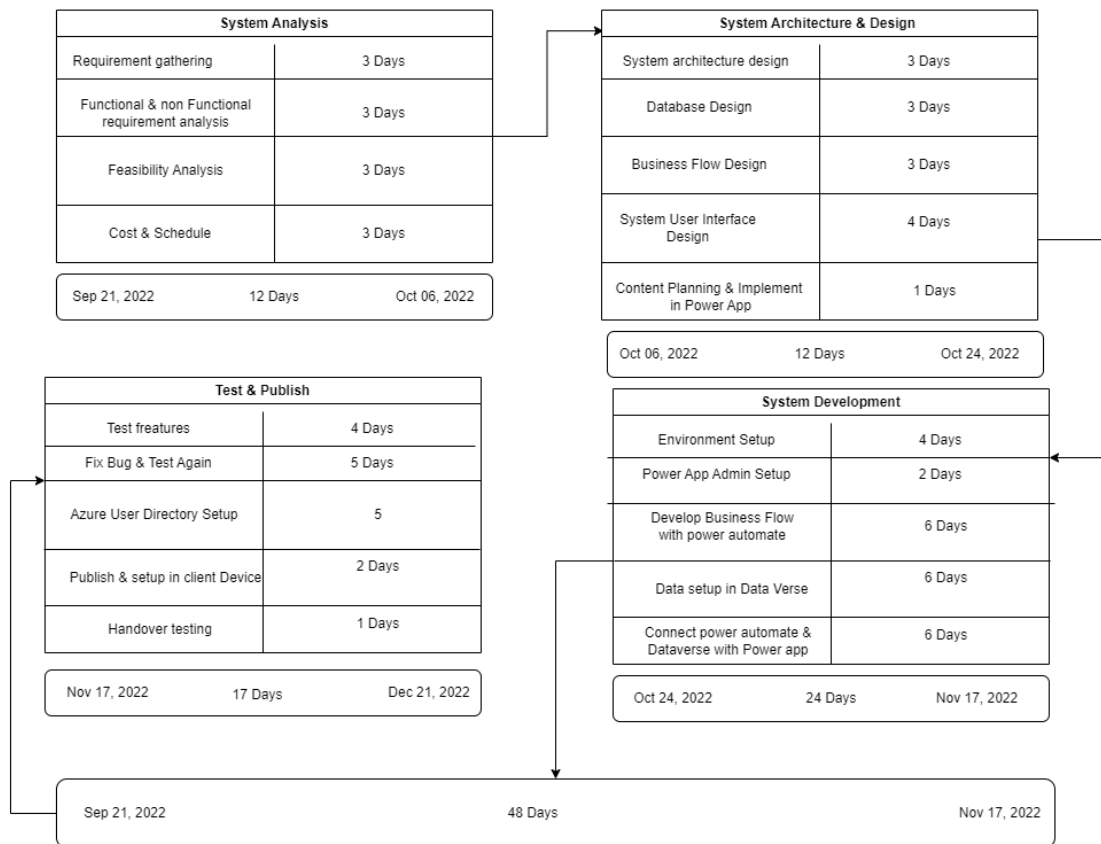 System Analysis
Requirement gathering
3 Days
Functional & non Functional
requirement analysis
3 Days
Feasibility Analysis
3 Days
Cost & Schedule
3 Days
Sep 21, 2022
12 Days
Oct 06, 2022
System Architecture & Design
System architecture design
3 Days
Database Design
3 Days
Business Flow Design
3 Days
System User Interface
Design
4 Days
Content Planning & Implement
in Power App
1 Days
Oct 06, 2022
12 Days
Oct 24, 2022
Test & Publish
Test freatures
4 Days
Fix Bug & Test Again
5 Days
Azure User Directory Setup
5
Publish & setup in client Device
2 Days
Handover testing
1 Days
Nov 17, 2022
17 Days
Dec 21, 2022
System Development
Environment Setup
4 Days
Power App Admin Setup
2 Days
Develop Business Flow
with power automate
6 Days
Data setup in Data Verse
6 Days
Connect power automate &
Dataverse with Power app
6 Days
Oct 24, 2022
24 Days
Nov 17, 2022
Sep 21, 2022
48 Days
Nov 17, 2022